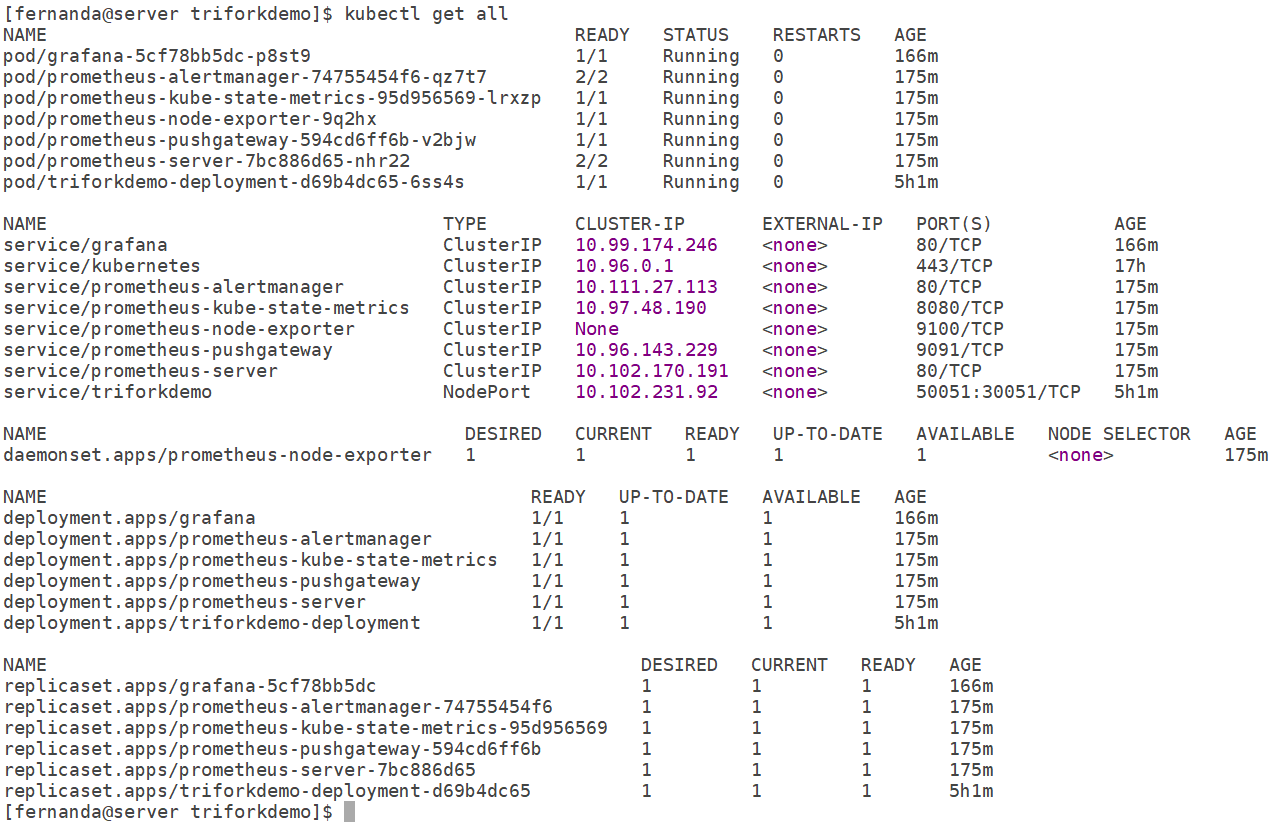 [fernanda@server triforkdemo]$ kubectl get all
NAME READY STATUS RESTARTS AGE
pod/grafana-5cf78bb5dc-p8st9 1/1 Running 0 166m
pod/prometheus-alertmanager-74755454f6-qz7t7 2/2 Running 0 175m
pod/prometheus-kube-state-metrics-95d956569-lrxzp 1/1 Running 0 175m
pod/prometheus-node-exporter-9q2hx 1/1 Running 0 175m
pod/prometheus-pushgateway-594cd6ff6b-v2bjw 1/1 Running 0 175m
pod/prometheus-server-7bc886d65-nhr22 2/2 Running 0 175m
pod/triforkdemo-deployment-d69b4dc65-6ss4s 1/1 Running 0 5h1m
NAME TYPE CLUSTER-IP EXTERNAL-IP PORT(S) AGE
service/grafana ClusterIP 10.99.174.246 <none> 80/TCP 166m
service/kubernetes ClusterIP 10.96.0.1 <none> 443/TCP 17h
service/prometheus-alertmanager ClusterIP 10.111.27.113 <none> 80/TCP 175m
service/prometheus-kube-state-metrics ClusterIP 10.97.48.190 <none> 8080/TCP 175m
service/prometheus-node-exporter ClusterIP None <none> 9100/TCP 175m
service/prometheus-pushgateway ClusterIP 10.96.143.229 <none> 9091/TCP 175m
service/prometheus-server ClusterIP 10.102.170.191 <none> 80/TCP 175m
service/triforkdemo NodePort 10.102.231.92 <none> 50051:30051/TCP 5h1m
NAME DESIRED CURRENT READY UP-TO-DATE AVAILABLE NODE SELECTOR AGE
daemonset.apps/prometheus-node-exporter 1 1 1 1 1 <none> 175m
NAME READY UP-TO-DATE AVAILABLE AGE
deployment.apps/grafana 1/1 1 1 166m
deployment.apps/prometheus-alertmanager 1/1 1 1 175m
deployment.apps/prometheus-kube-state-metrics 1/1 1 1 175m
deployment.apps/prometheus-pushgateway 1/1 1 1 175m
deployment.apps/prometheus-server 1/1 1 1 175m
deployment.apps/triforkdemo-deployment 1/1 1 1 5h1m
NAME DESIRED CURRENT READY AGE
replicaset.apps/grafana-5cf78bb5dc 1 1 1 166m
replicaset.apps/prometheus-alertmanager-74755454f6 1 1 1 175m
replicaset.apps/prometheus-kube-state-metrics-95d956569 1 1 1 175m
replicaset.apps/prometheus-pushgateway-594cd6ff6b 1 1 1 175m
replicaset.apps/prometheus-server-7bc886d65 1 1 1 175m
replicaset.apps/triforkdemo-deployment-d69b4dc65 1 1 1 5h1m
[fernanda@server triforkdemo]$